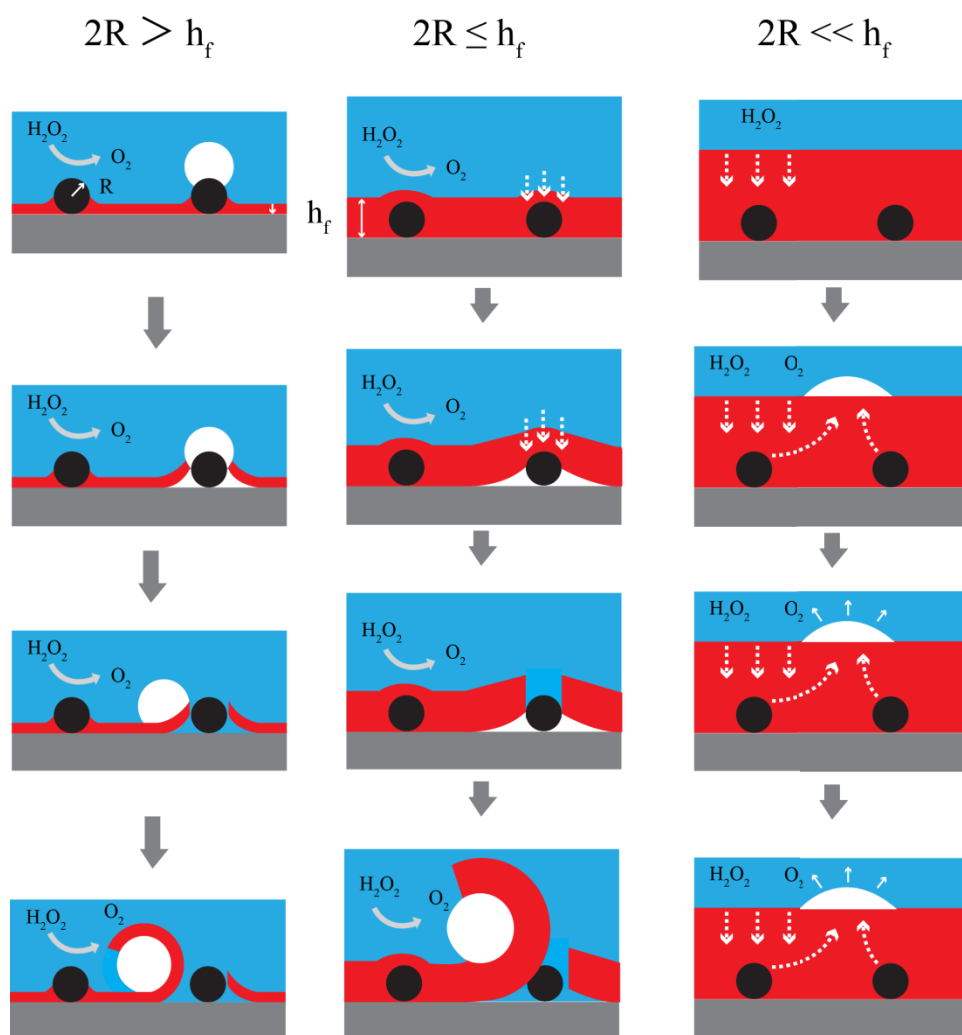 2R > h_f
2R ≤ h_f
2R << h_f
H₂O₂
O₂
R
h_f
H₂O₂
O₂
H₂O₂
H₂O₂
O₂
H₂O₂
O₂
H₂O₂ O₂
H₂O₂
O₂
H₂O₂
O₂
H₂O₂ O₂
H₂O₂
O₂
H₂O₂
O₂
H₂O₂ O₂